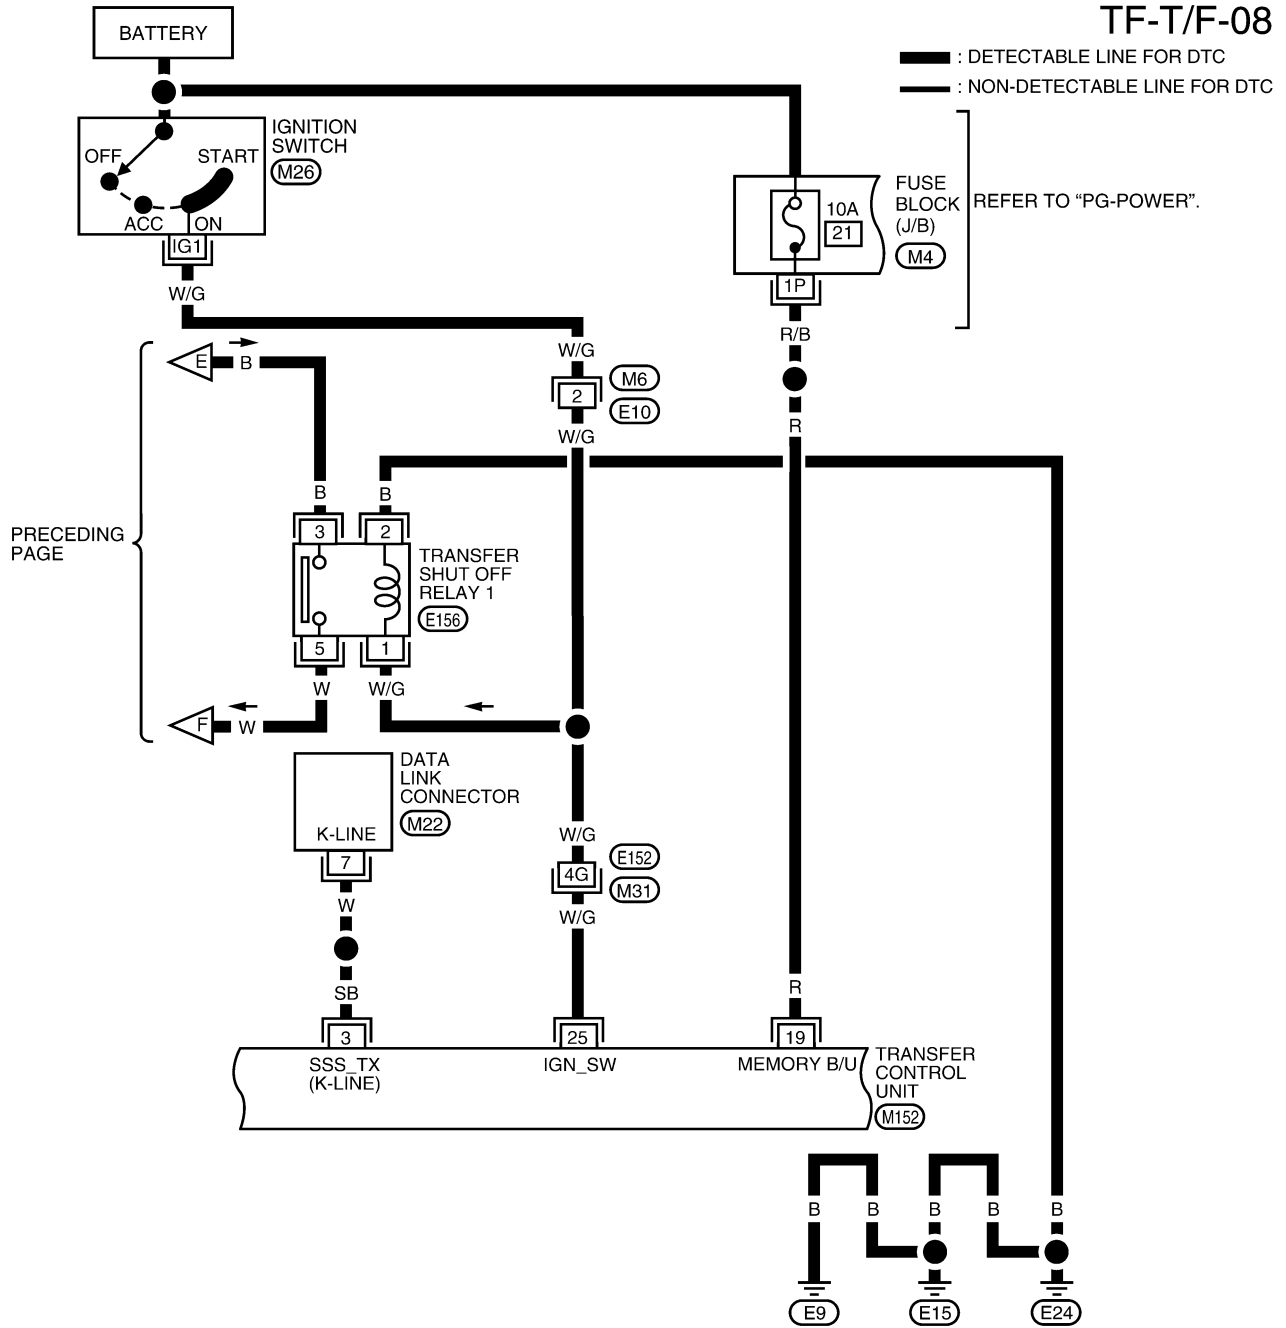 TF-T/F-08
BATTERY
: DETECTABLE LINE FOR DTC
: NON-DETECTABLE LINE FOR DTC
IGNITION
SWITCH
M26
OFF
START
ACC
ON
IG1
W/G
FUSE
BLOCK
(J/B)
M4
10A
21
1P
REFER TO “PG-POWER”.
R/B
R
W/G
2
M6
E10
W/G
E
B
B
B
3
2
PRECEDING
PAGE
TRANSFER
SHUT OFF
RELAY 1
E156
5
1
W
W/G
F
W
DATA
LINK
CONNECTOR
M22
K-LINE
7
W
SB
W/G
4G
E152
M31
W/G
R
3
25
19
SSS_TX
(K-LINE)
IGN_SW
MEMORY B/U
TRANSFER
CONTROL
UNIT
M152
B
B
B
B
B
E9
E15
E24